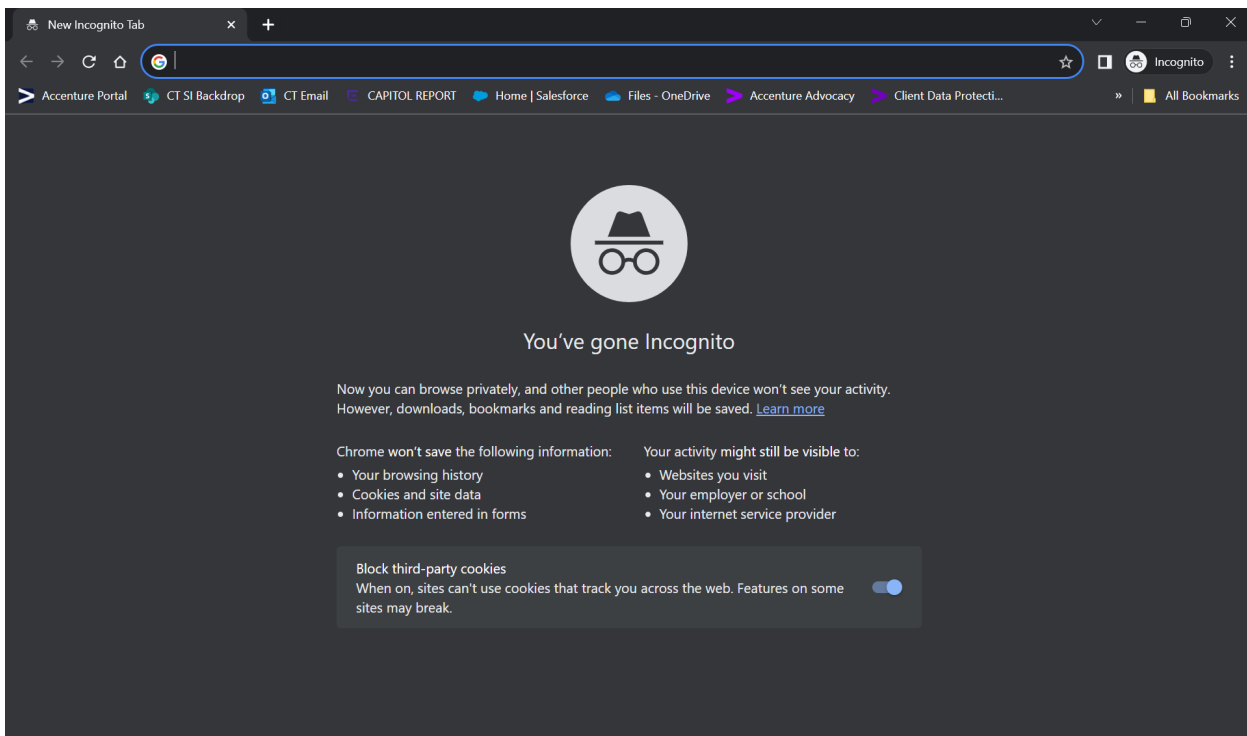 New Incognito Tab
Incognito
Accenture Portal CT SI Backdrop CT Email CAPITOL REPORT Home | Salesforce Files - OneDrive Accenture Advocacy Client Data Protecti... » All Bookmarks
You've gone Incognito
Now you can browse privately, and other people who use this device won't see your activity.
However, downloads, bookmarks and reading list items will be saved. Learn more
Chrome won't save the following information:
• Your browsing history
• Cookies and site data
• Information entered in forms
Your activity might still be visible to:
• Websites you visit
• Your employer or school
• Your internet service provider
Block third-party cookies
When on, sites can't use cookies that track you across the web. Features on some
sites may break.